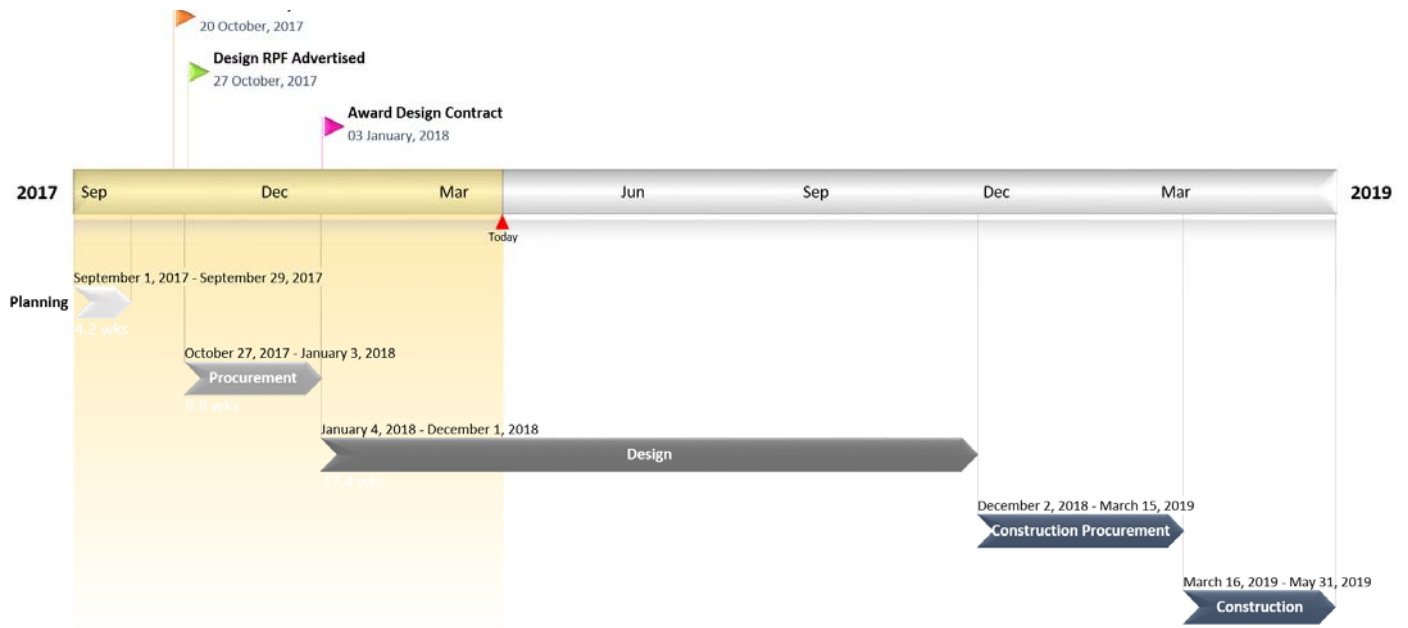 20 October, 2017
Design RPF Advertised
27 October, 2017
Award Design Contract
03 January, 2018
2017 Sep Dec Mar Jun Sep Dec Mar 2019
Today
September 1, 2017 - September 29, 2017
Planning
4.2 wks
October 27, 2017 - January 3, 2018
Procurement
9.8 wks
January 4, 2018 - December 1, 2018
Design
47.4 wks
December 2, 2018 - March 15, 2019
Construction Procurement
March 16, 2019 - May 31, 2019
Construction